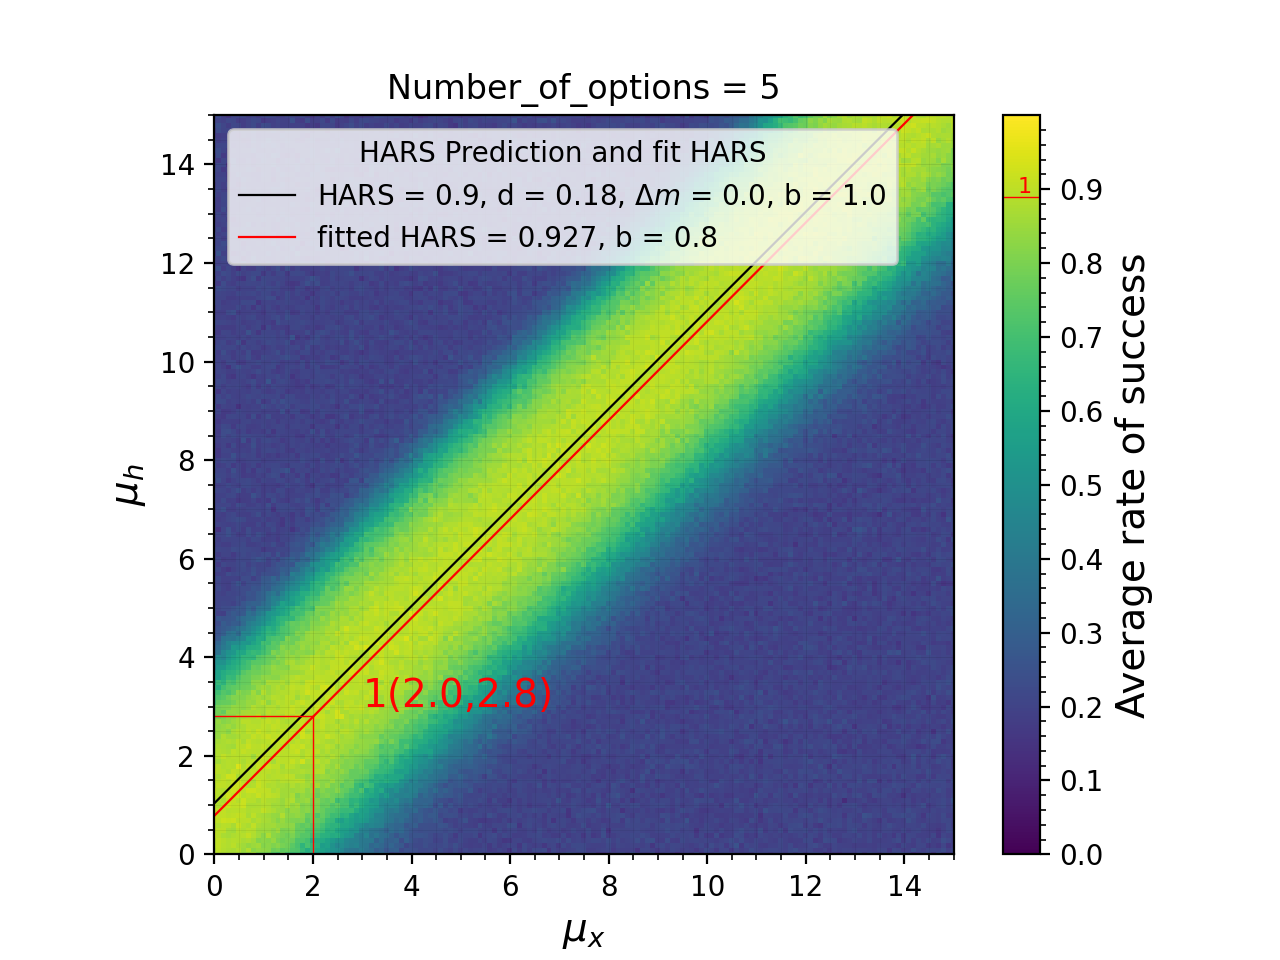 Number_of_options = 5
HARS Prediction and fit HARS
HARS = 0.9, d = 0.18, Δm = 0.0, b = 1.0
fitted HARS = 0.927, b = 0.8
14
12
10
8
6
4
2
0
μₕ
1(2.0,2.8)
0 2 4 6 8 10 12 14
μₓ
1
0.9
0.8
0.7
0.6
0.5
0.4
0.3
0.2
0.1
0.0
Average rate of success